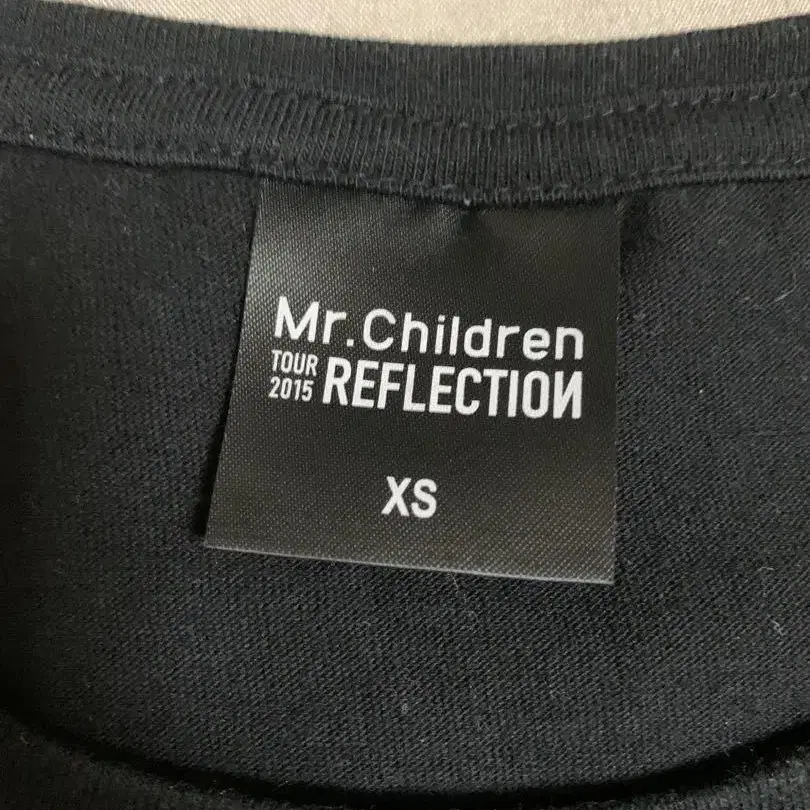 Mr.Children
TOUR 2015 REFLECTIOИ
XS